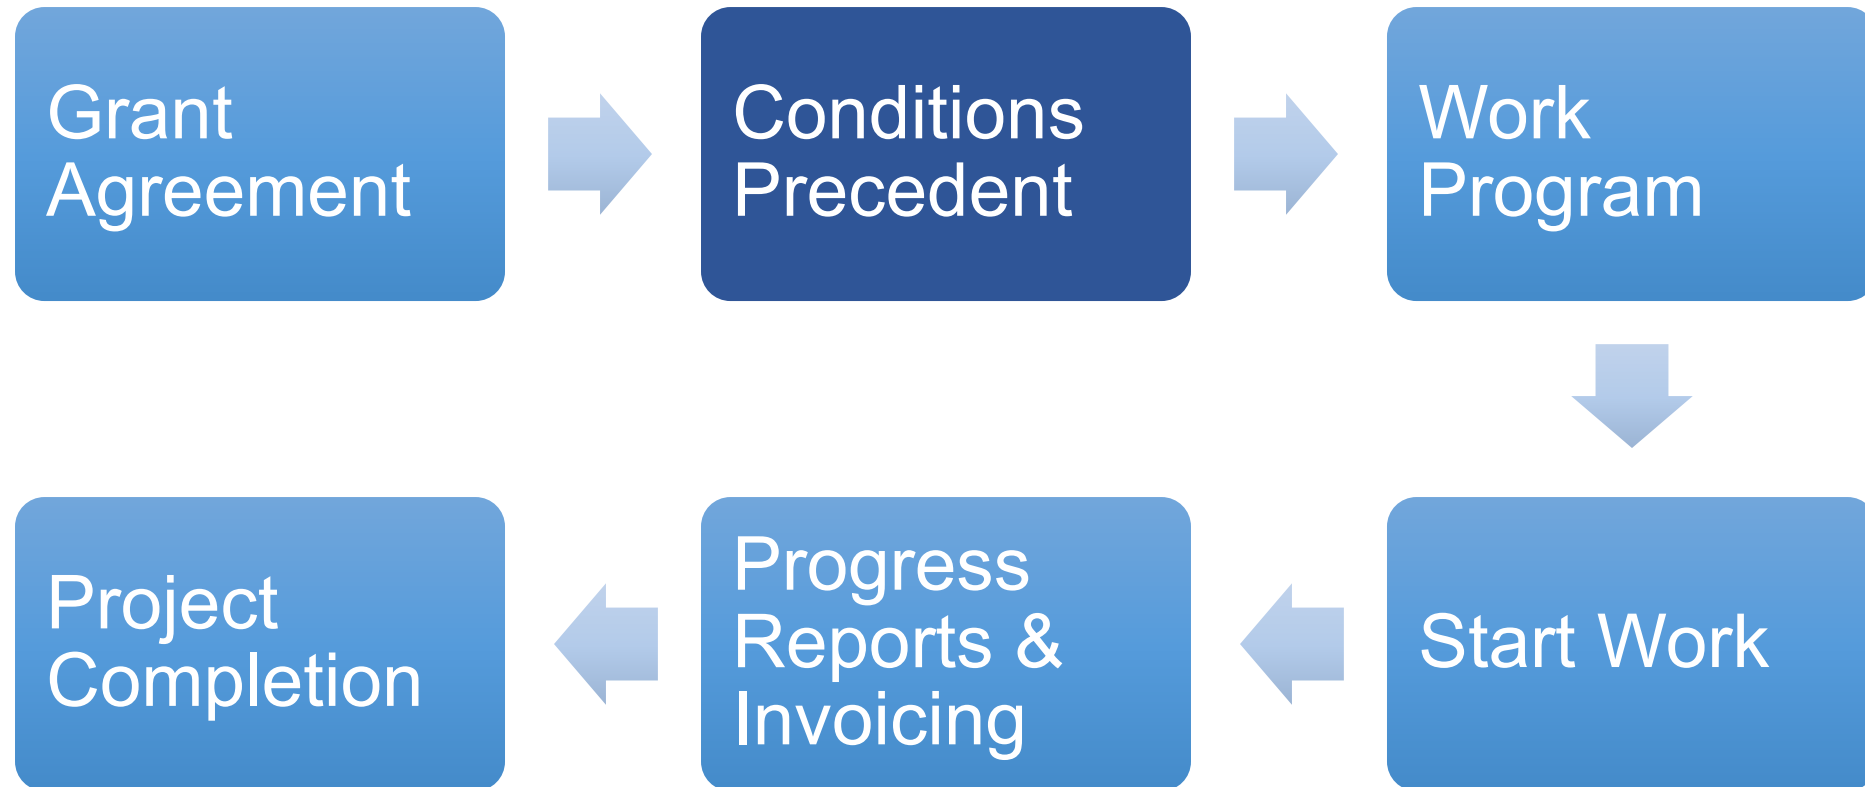 Grant
Agreement
Conditions
Precedent
Work
Program
Start Work
Progress
Reports &
Invoicing
Project
Completion